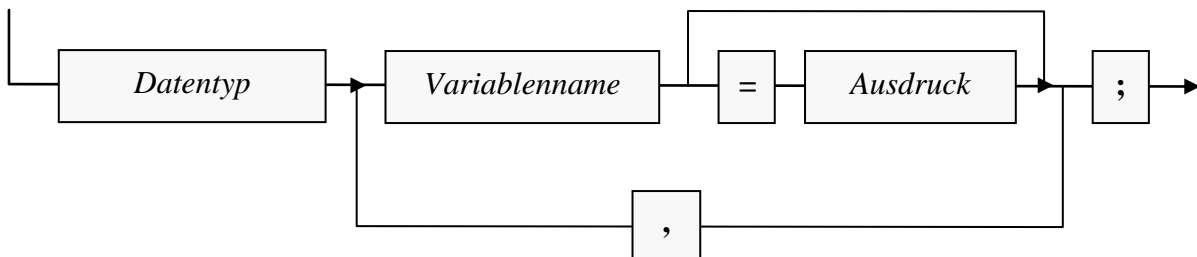 Datentyp Variablenname = Ausdruck ;
,